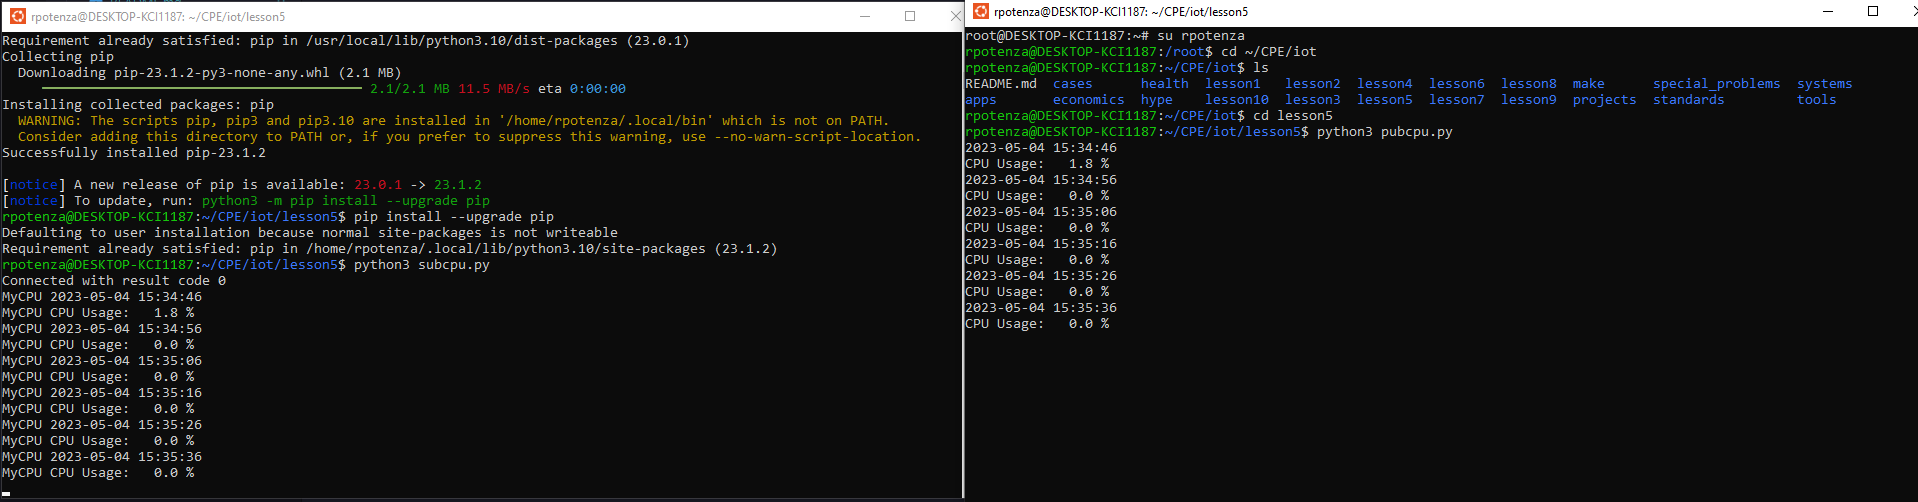 rpotenza@DESKTOP-KCI1187: ~/CPE/iot/lesson5
Requirement already satisfied: pip in /usr/local/lib/python3.10/dist-packages (23.0.1)
Collecting pip
  Downloading pip-23.1.2-py3-none-any.whl (2.1 MB)
2.1/2.1 MB 11.5 MB/s eta 0:00:00
Installing collected packages: pip
  WARNING: The scripts pip, pip3 and pip3.10 are installed in '/home/rpotenza/.local/bin' which is not on PATH.
  Consider adding this directory to PATH or, if you prefer to suppress this warning, use --no-warn-script-location.
Successfully installed pip-23.1.2
[notice] A new release of pip is available: 23.0.1 -> 23.1.2
[notice] To update, run: python3 -m pip install --upgrade pip
rpotenza@DESKTOP-KCI1187:~/CPE/iot/lesson5$ pip install --upgrade pip
Defaulting to user installation because normal site-packages is not writeable
Requirement already satisfied: pip in /home/rpotenza/.local/lib/python3.10/site-packages (23.1.2)
rpotenza@DESKTOP-KCI1187:~/CPE/iot/lesson5$ python3 subcpu.py
Connected with result code 0
MyCPU 2023-05-04 15:34:46
MyCPU CPU Usage:   1.8 %
MyCPU 2023-05-04 15:34:56
MyCPU CPU Usage:   0.0 %
MyCPU 2023-05-04 15:35:06
MyCPU CPU Usage:   0.0 %
MyCPU 2023-05-04 15:35:16
MyCPU CPU Usage:   0.0 %
MyCPU 2023-05-04 15:35:26
MyCPU CPU Usage:   0.0 %
MyCPU 2023-05-04 15:35:36
MyCPU CPU Usage:   0.0 %
rpotenza@DESKTOP-KCI1187: ~/CPE/iot/lesson5
root@DESKTOP-KCI1187:~# su rpotenza
rpotenza@DESKTOP-KCI1187:/root$ cd ~/CPE/iot
rpotenza@DESKTOP-KCI1187:~/CPE/iot$ ls
README.md  cases      health   lesson1   lesson2  lesson4  lesson6  lesson8  make      special_problems  systems
apps       economics  hype     lesson10  lesson3  lesson5  lesson7  lesson9  projects  standards         tools
rpotenza@DESKTOP-KCI1187:~/CPE/iot$ cd lesson5
rpotenza@DESKTOP-KCI1187:~/CPE/iot/lesson5$ python3 pubcpu.py
2023-05-04 15:34:46
CPU Usage:   1.8 %
2023-05-04 15:34:56
CPU Usage:   0.0 %
2023-05-04 15:35:06
CPU Usage:   0.0 %
2023-05-04 15:35:16
CPU Usage:   0.0 %
2023-05-04 15:35:26
CPU Usage:   0.0 %
2023-05-04 15:35:36
CPU Usage:   0.0 %